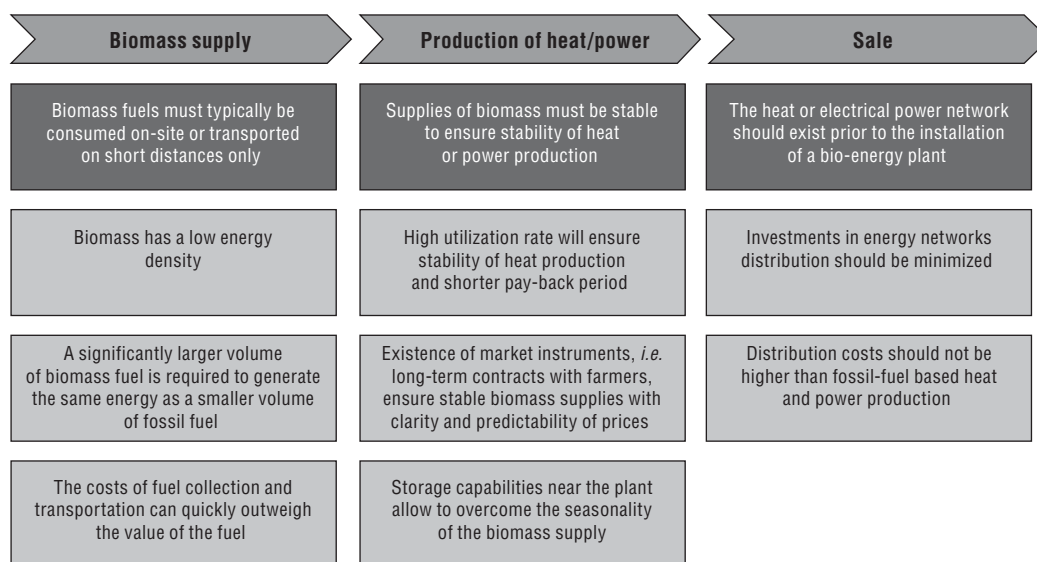 Biomass supply
Production of heat/power
Sale
Biomass fuels must typically be
consumed on-site or transported
on short distances only
Supplies of biomass must be stable
to ensure stability of heat
or power production
The heat or electrical power network
should exist prior to the installation
of a bio-energy plant
Biomass has a low energy
density
High utilization rate will ensure
stability of heat production
and shorter pay-back period
Investments in energy networks
distribution should be minimized
A significantly larger volume
of biomass fuel is required to generate
the same energy as a smaller volume
of fossil fuel
Existence of market instruments, i.e.
long-term contracts with farmers,
ensure stable biomass supplies with
clarity and predictability of prices
Distribution costs should not be
higher than fossil-fuel based heat
and power production
The costs of fuel collection and
transportation can quickly outweigh
the value of the fuel
Storage capabilities near the plant
allow to overcome the seasonality
of the biomass supply